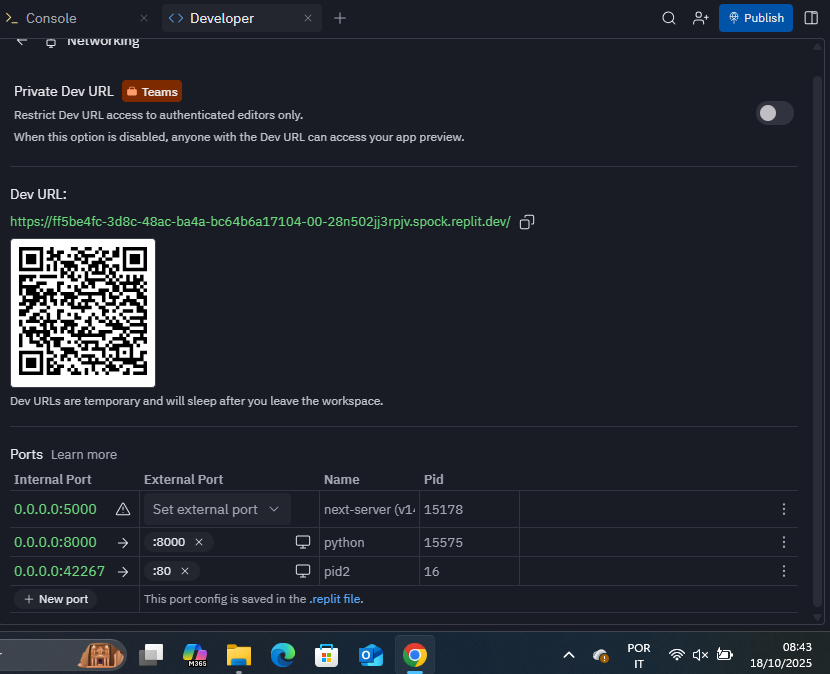 Console
Developer
Publish
Networking
Private Dev URL Teams
Restrict Dev URL access to authenticated editors only.
When this option is disabled, anyone with the Dev URL can access your app preview.
Dev URL:
https://ff5be4fc-3d8c-48ac-ba4a-bc64b6a17104-00-28n502jj3rpjv.spock.replit.dev/
Dev URLs are temporary and will sleep after you leave the workspace.
Ports Learn more
Internal Port External Port Name Pid
0.0.0.0:5000 Set external port next-server (v14 15178
0.0.0.0:8000 :8000 python 15575
0.0.0.0:42267 :80 pid2 16
+ New port This port config is saved in the .replit file.
M365
POR
IT
08:43
18/10/2025